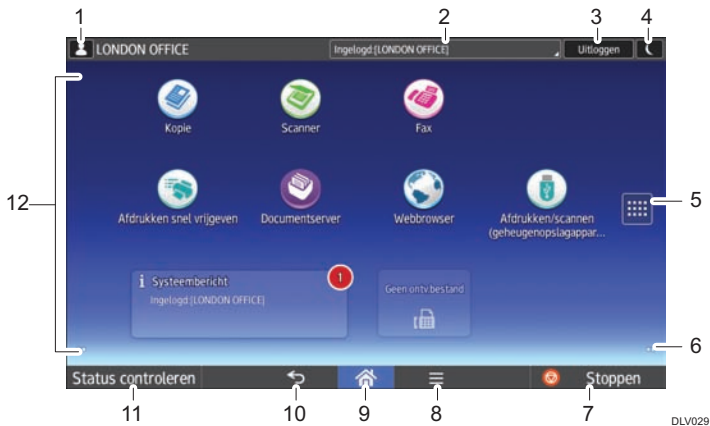 1
2
3
4
LONDON OFFICE
Ingelogd:[LONDON OFFICE]
Uitloggen
12
Kopie
Scanner
Fax
5
Afdrukken snel vrijgeven
Documentserver
Webbrowser
Afdrukken/scannen
(geheugenopslagappar...
i Systeembericht
1
Ingelogd:[LONDON OFFICE]
Geen ontv.bestand
6
Status controleren
Stoppen
11
10
9
8
7
DLV029